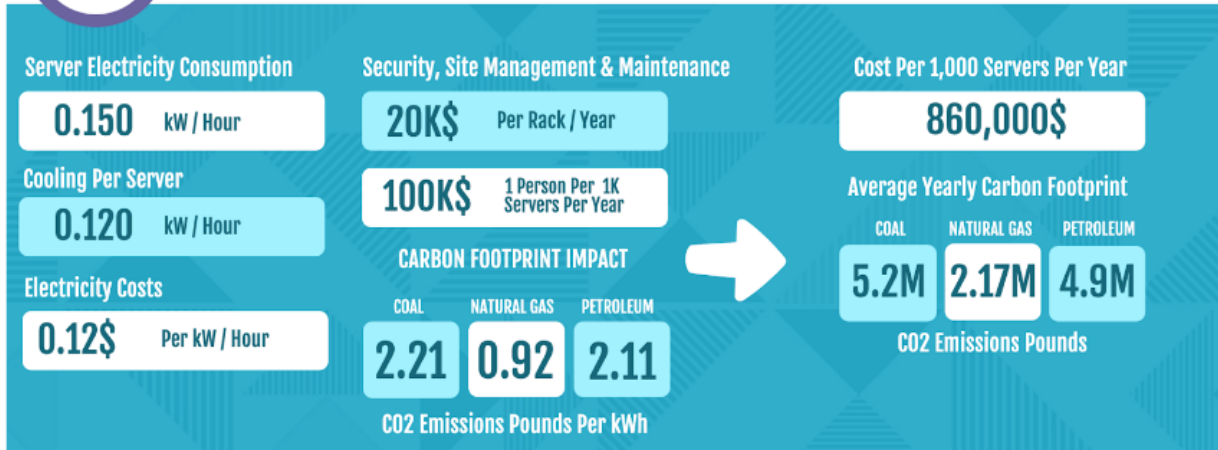 Server Electricity Consumption
0.150 kW / Hour
Cooling Per Server
0.120 kW / Hour
Electricity Costs
0.12$ Per kW / Hour
Security, Site Management & Maintenance
20K$ Per Rack / Year
100K$ 1 Person Per 1K
Servers Per Year
CARBON FOOTPRINT IMPACT
COAL NATURAL GAS PETROLEUM
2.21 0.92 2.11
CO2 Emissions Pounds Per kWh
Cost Per 1,000 Servers Per Year
860,000$
Average Yearly Carbon Footprint
COAL NATURAL GAS PETROLEUM
5.2M 2.17M 4.9M
CO2 Emissions Pounds